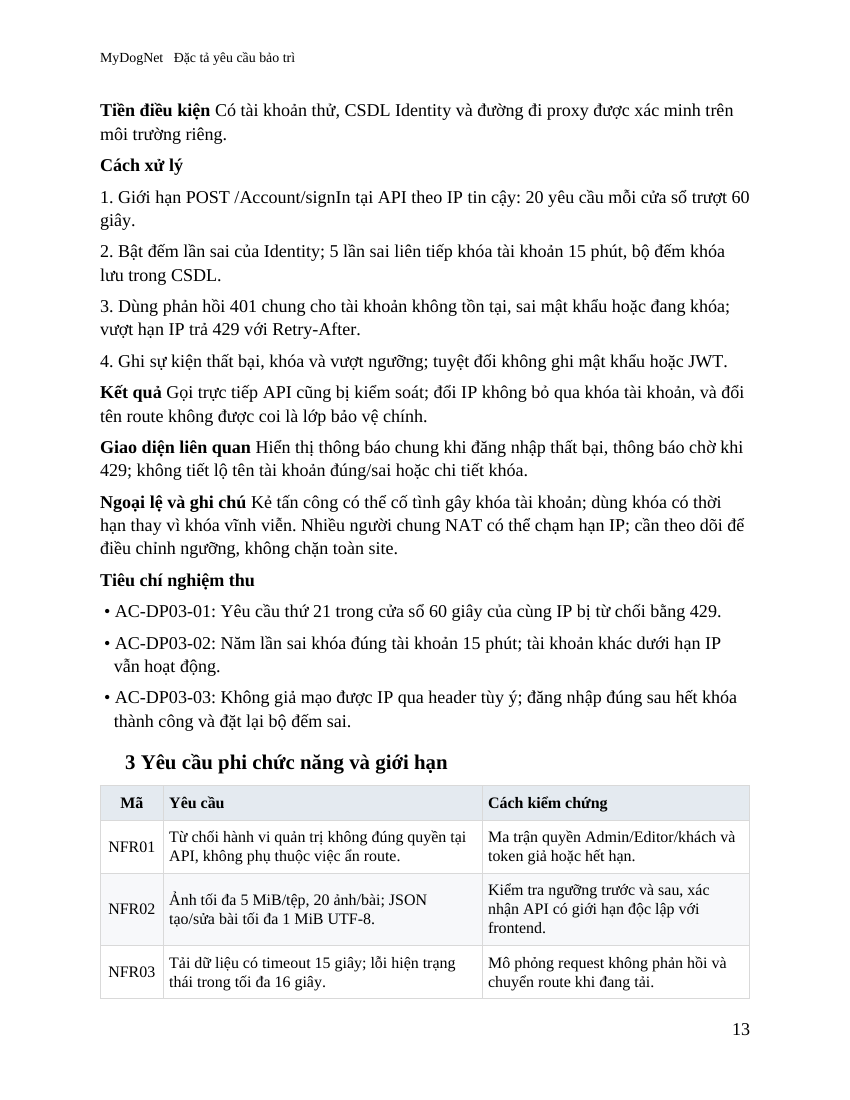 MyDogNet Đặc tả yêu cầu bảo trì
Tiền điều kiện Có tài khoản thử, CSDL Identity và đường đi proxy được xác minh trên
môi trường riêng.
Cách xử lý
1. Giới hạn POST /Account/signIn tại API theo IP tin cậy: 20 yêu cầu mỗi cửa sổ trượt 60
giây.
2. Bật đếm lần sai của Identity; 5 lần sai liên tiếp khóa tài khoản 15 phút, bộ đếm khóa
lưu trong CSDL.
3. Dùng phản hồi 401 chung cho tài khoản không tồn tại, sai mật khẩu hoặc đang khóa;
vượt hạn IP trả 429 với Retry-After.
4. Ghi sự kiện thất bại, khóa và vượt ngưỡng; tuyệt đối không ghi mật khẩu hoặc JWT.
Kết quả Gọi trực tiếp API cũng bị kiểm soát; đổi IP không bỏ qua khóa tài khoản, và đổi
tên route không được coi là lớp bảo vệ chính.
Giao diện liên quan Hiển thị thông báo chung khi đăng nhập thất bại, thông báo chờ khi
429; không tiết lộ tên tài khoản đúng/sai hoặc chi tiết khóa.
Ngoại lệ và ghi chú Kẻ tấn công có thể cố tình gây khóa tài khoản; dùng khóa có thời
hạn thay vì khóa vĩnh viễn. Nhiều người chung NAT có thể chạm hạn IP; cần theo dõi để
điều chỉnh ngưỡng, không chặn toàn site.
Tiêu chí nghiệm thu
• AC-DP03-01: Yêu cầu thứ 21 trong cửa sổ 60 giây của cùng IP bị từ chối bằng 429.
• AC-DP03-02: Năm lần sai khóa đúng tài khoản 15 phút; tài khoản khác dưới hạn IP
vẫn hoạt động.
• AC-DP03-03: Không giả mạo được IP qua header tùy ý; đăng nhập đúng sau hết khóa
thành công và đặt lại bộ đếm sai.
3 Yêu cầu phi chức năng và giới hạn
Mã Yêu cầu Cách kiểm chứng
NFR01 Từ chối hành vi quản trị không đúng quyền tại
API, không phụ thuộc việc ẩn route.
Ma trận quyền Admin/Editor/khách và
token giả hoặc hết hạn.
NFR02 Ảnh tối đa 5 MiB/tệp, 20 ảnh/bài; JSON
tạo/sửa bài tối đa 1 MiB UTF-8.
Kiểm tra ngưỡng trước và sau, xác
nhận API có giới hạn độc lập với
frontend.
NFR03 Tải dữ liệu có timeout 15 giây; lỗi hiện trạng
thái trong tối đa 16 giây.
Mô phỏng request không phản hồi và
chuyển route khi đang tải.
13